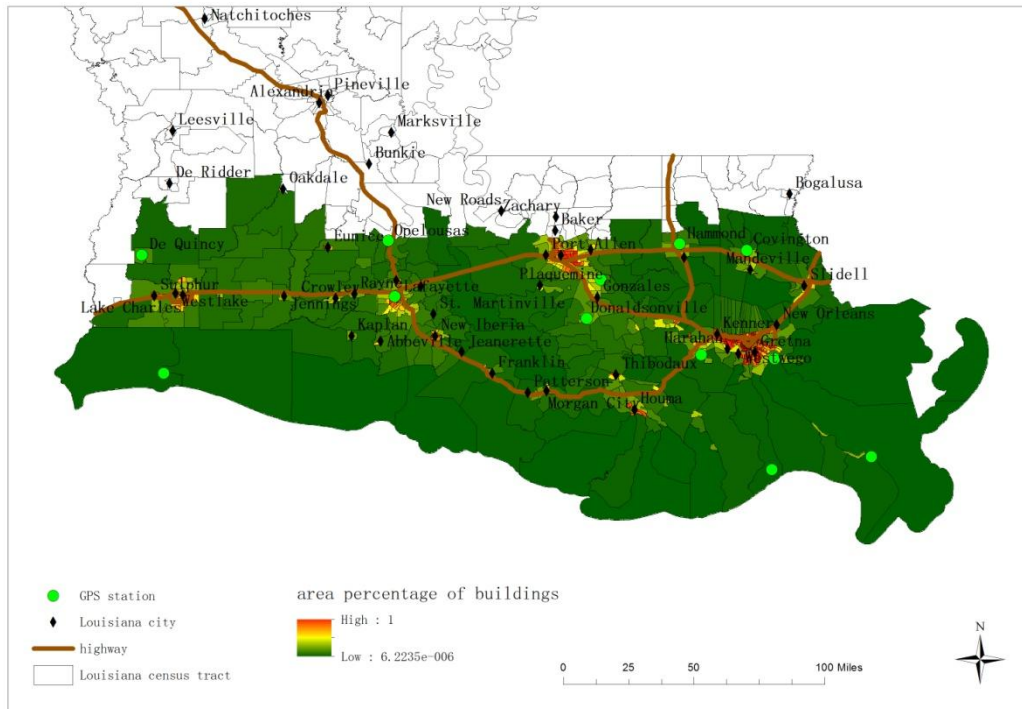 Natchitoches
Pineville
Alexandria
Leesville
Marksville
Bunkie
De Ridder
Oakdale
Bogalusa
New Roads
Zachary
Baker
Opelousas
Eunice
Hammond
Covington
De Quincy
Port Allen
Mandeville
Plaquemine
Slidell
Sulphur
Crowley
Rayne
Lafayette
Gonzales
Westlake
Lake Charles
Jennings
St. Martinville
Donaldsonville
New Orleans
Kaplan
New Iberia
Kenner
Harahan
Gretna
Abbeville
Jeanerette
Westwego
Franklin
Thibodaux
Patterson
Morgan City
Houma
GPS station
Louisiana city
highway
Louisiana census tract
area percentage of buildings
High : 1
Low : 6.2235e-006
N
0 25 50 100 Miles